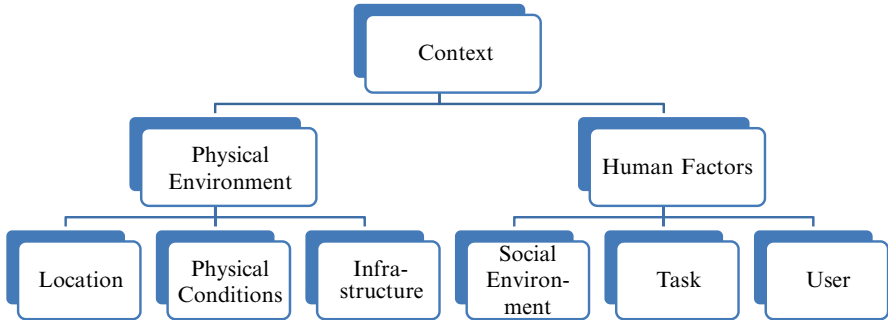 Context
Physical
Environment
Human Factors
Location
Physical
Conditions
Infra-
structure
Social
Environ-
ment
Task
User